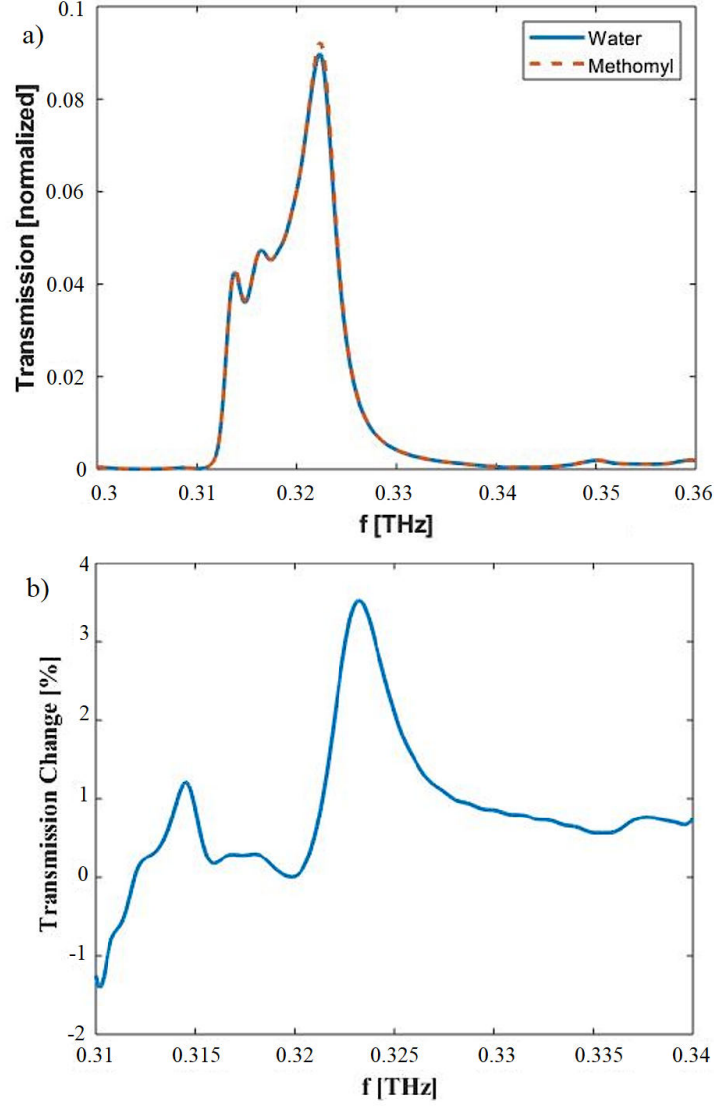 a)
0.1
0.08
0.06
0.04
0.02
0
Transmission [normalized]
Water
Methomyl
0.3 0.31 0.32 0.33 0.34 0.35 0.36
f [THz]
b)
4
3
2
1
0
-1
-2
Transmission Change [%]
0.31 0.315 0.32 0.325 0.33 0.335 0.34
f [THz]